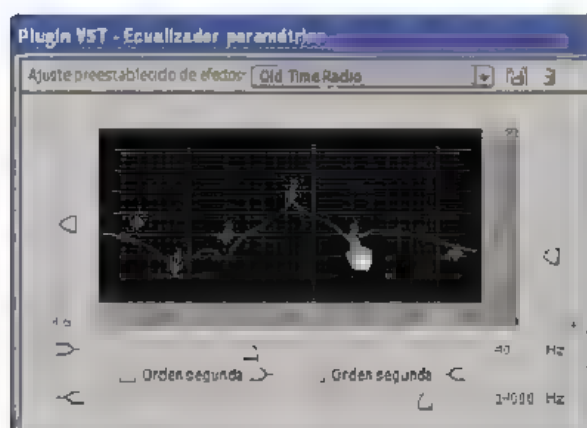 Plugin VST - Ecualizador paramétrico
Ajuste preestablecido de efectos: Old Time Radio
40 Hz
Orden segunda Orden segunda
Hz